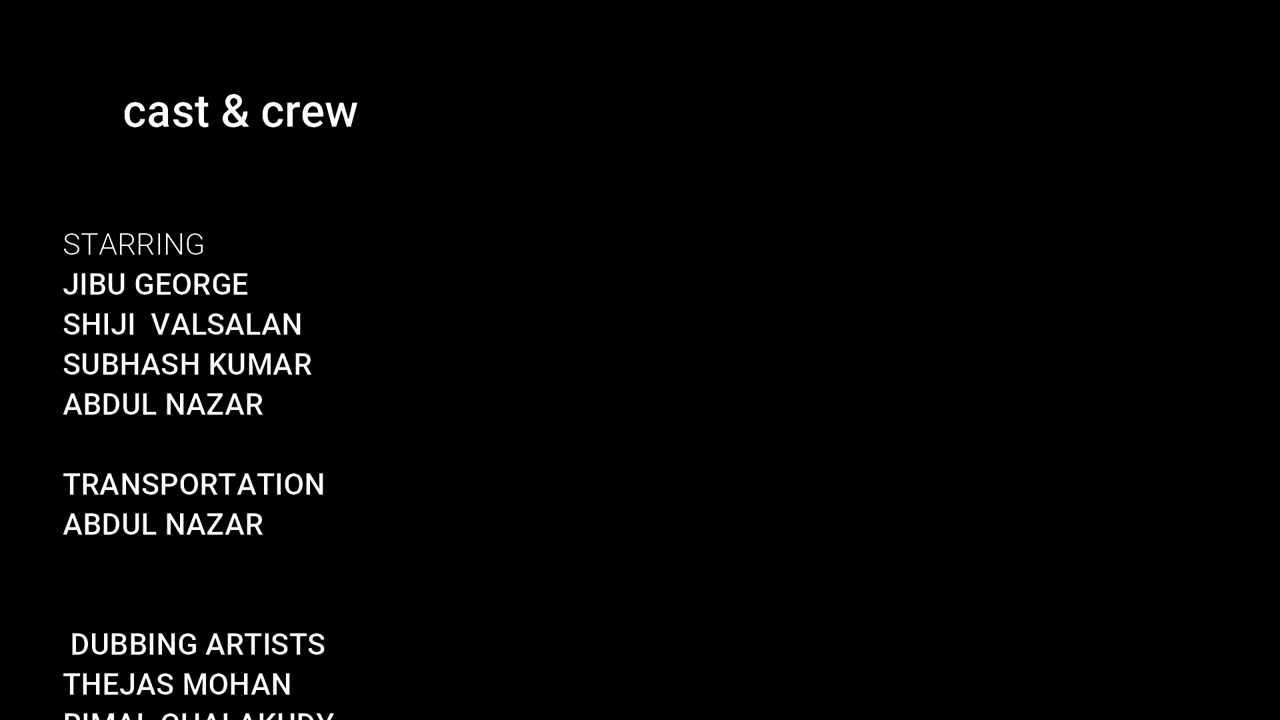 cast & crew
STARRING
JIBU GEORGE
SHIJI  VALSALAN
SUBHASH KUMAR
ABDUL NAZAR
TRANSPORTATION
ABDUL NAZAR
DUBBING ARTISTS
THEJAS MOHAN